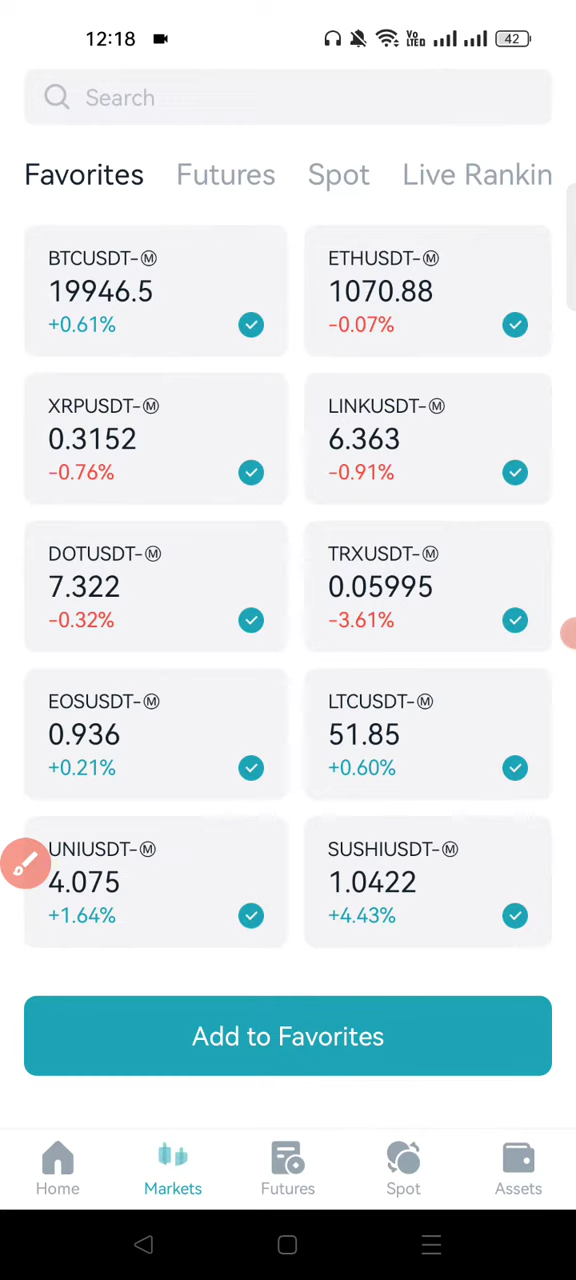 12:18 Vo LTED 42
Search
Favorites Futures Spot Live Rankin
BTCUSDT-Ⓜ ETHUSDT-Ⓜ
19946.5 1070.88
+0.61% -0.07%
XRPUSDT-Ⓜ LINKUSDT-Ⓜ
0.3152 6.363
-0.76% -0.91%
DOTUSDT-Ⓜ TRXUSDT-Ⓜ
7.322 0.05995
-0.32% -3.61%
EOSUSDT-Ⓜ LTCUSDT-Ⓜ
0.936 51.85
+0.21% +0.60%
UNIUSDT-Ⓜ SUSHIUSDT-Ⓜ
4.075 1.0422
+1.64% +4.43%
Add to Favorites
Home Markets Futures Spot Assets